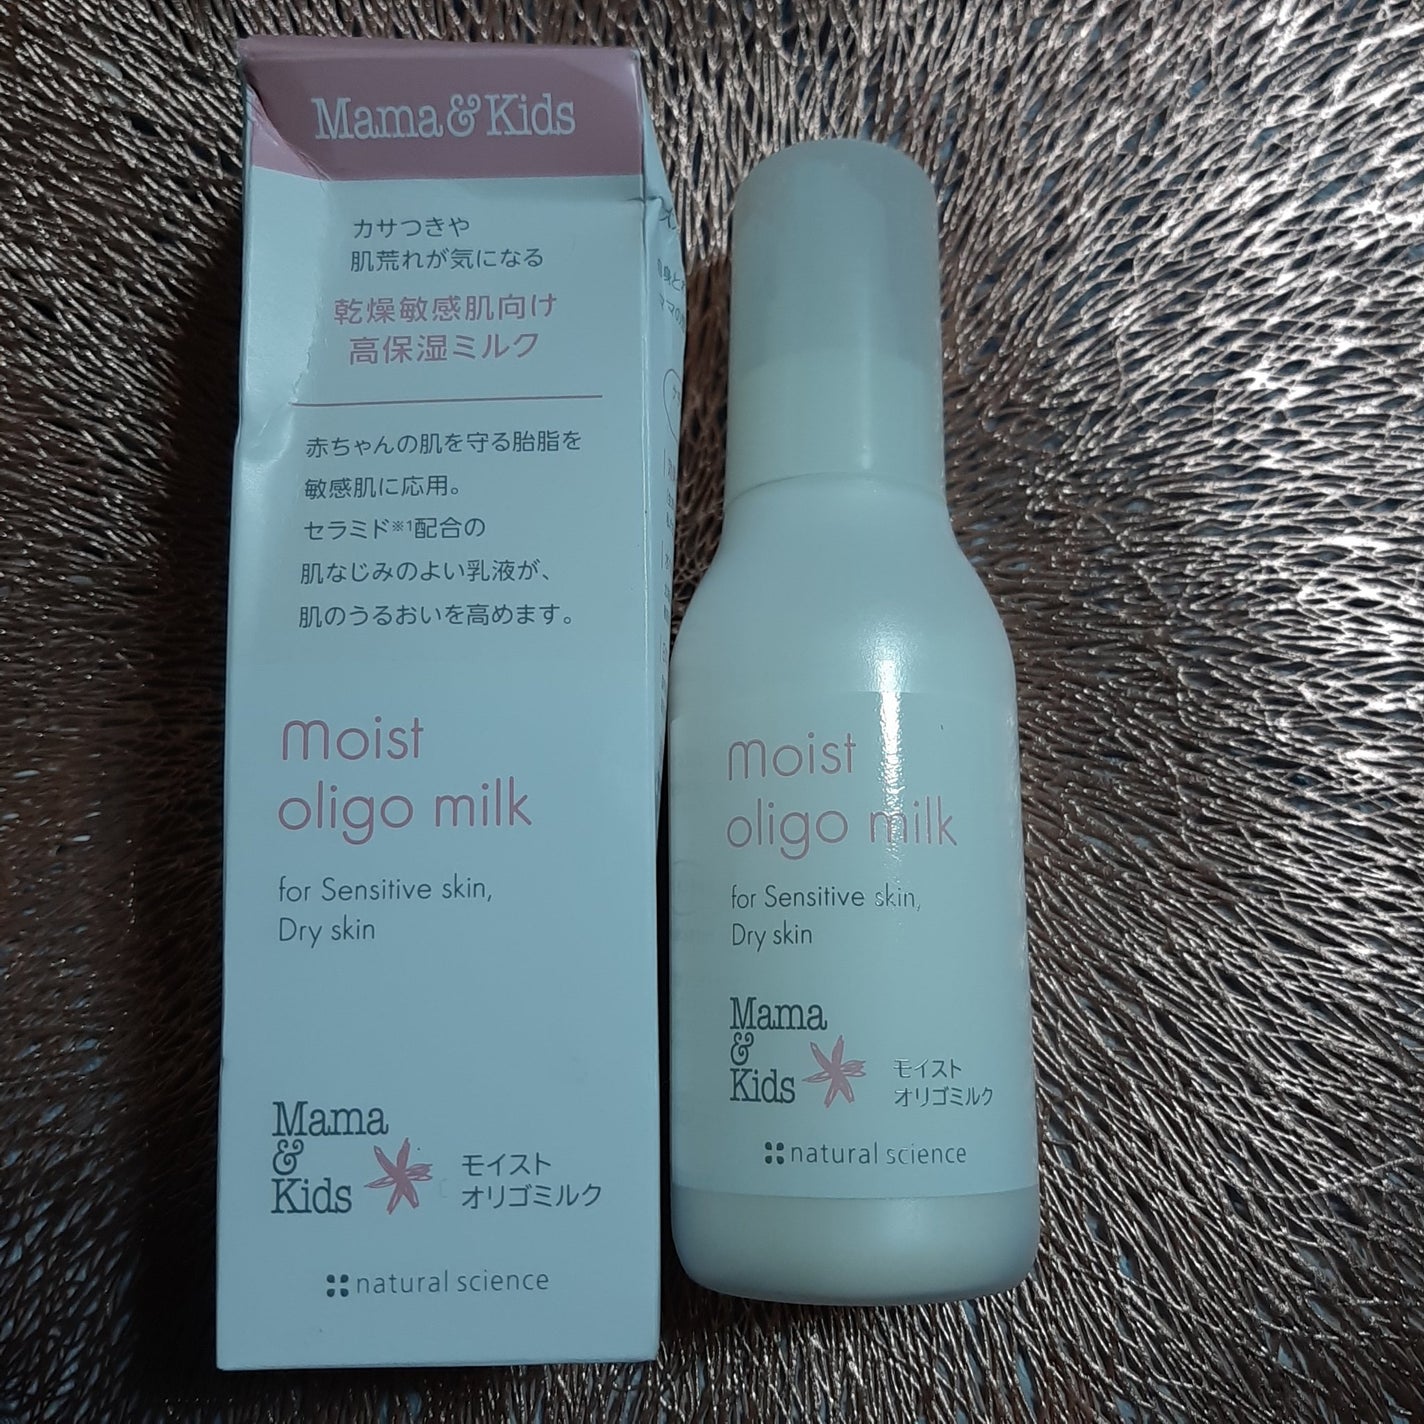 Mama&Kids
カサつきや
肌荒れが気になる
乾燥敏感肌向け
高保湿ミルク
赤ちゃんの肌を守る胎脂を
敏感肌に応用。
セラミド※1配合の
肌なじみのよい乳液が、
肌のうるおいを高めます。
moist
oligo milk
for Sensitive skin,
Dry skin
Mama
&
Kids
モイスト
オリゴミルク
natural science
moist
oligo milk
for Sensitive skin,
Dry skin
Mama
&
Kids
モイスト
オリゴミルク
natural science